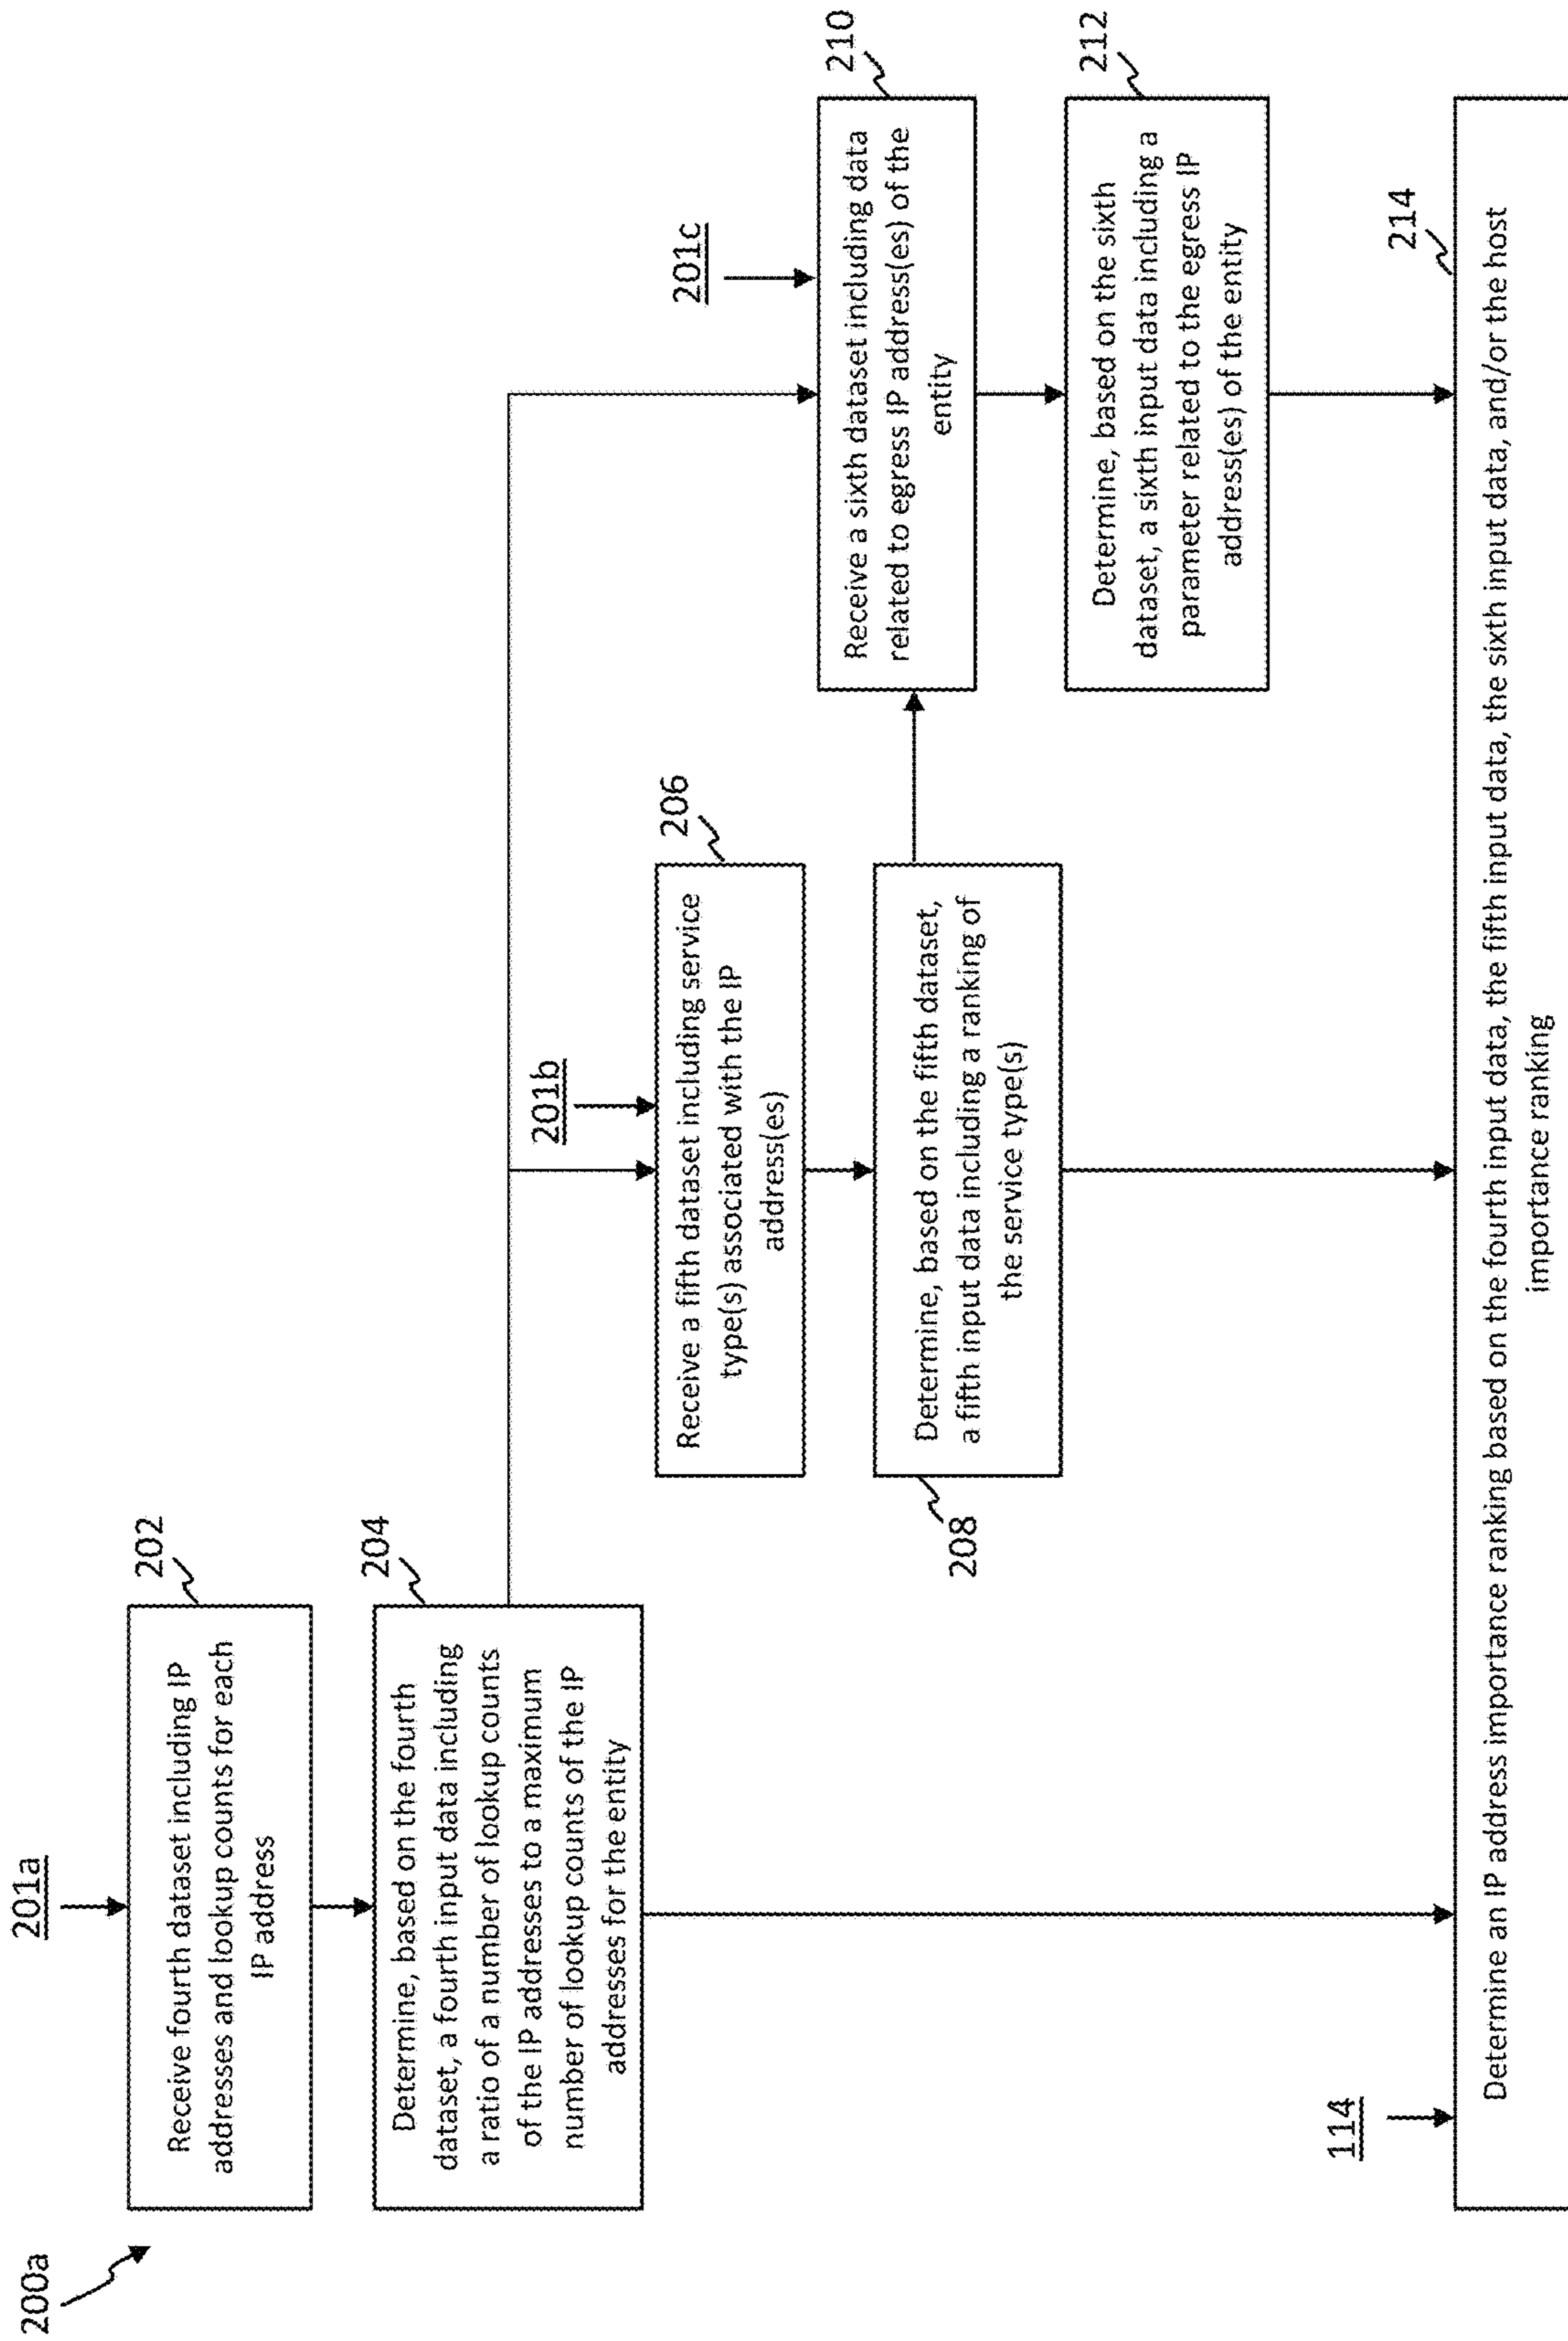 200a
201a
202
Receive fourth dataset including IP
addresses and lookup counts for each
IP address
204
Determine, based on the fourth
dataset, a fourth input data including
a ratio of a number of lookup counts
of the IP addresses to a maximum
number of lookup counts of the IP
addresses for the entity
201b
206
Receive a fifth dataset including service
type(s) associated with the IP
address(es)
208
Determine, based on the fifth dataset,
a fifth input data including a ranking of
the service type(s)
201c
210
Receive a sixth dataset including data
related to egress IP address(es) of the
entity
212
Determine, based on the sixth
dataset, a sixth input data including a
parameter related to the egress IP
address(es) of the entity
114
214
Determine an IP address importance ranking based on the fourth input data, the fifth input data, the sixth input data, and/or the host
importance ranking